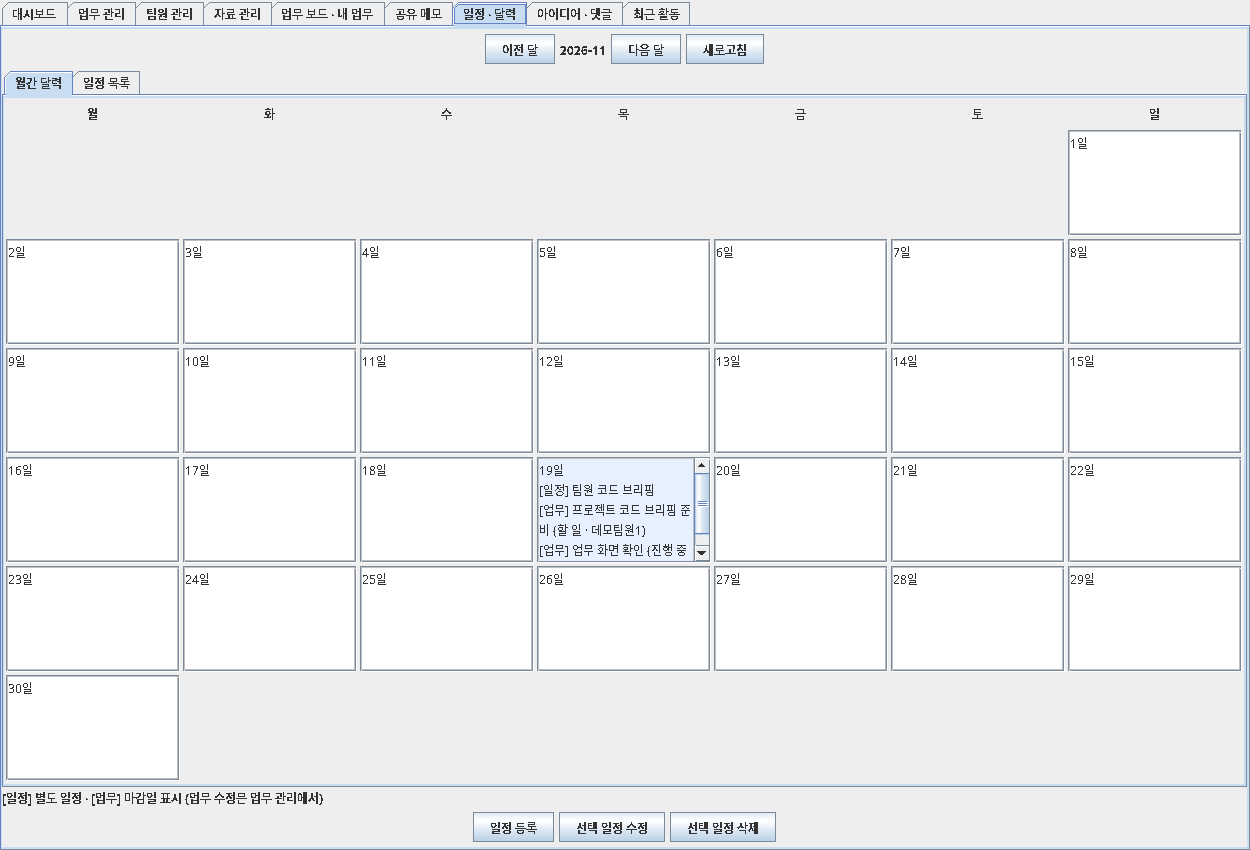 대시보드 업무 관리 팀원 관리 자료 관리 업무 보드 · 내 업무 공유 메모 일정 · 달력 아이디어 · 댓글 최근 활동
이전 달 2026-11 다음 달 새로고침
월간 달력 일정 목록
월 화 수 목 금 토 일
1일
2일 3일 4일 5일 6일 7일 8일
9일 10일 11일 12일 13일 14일 15일
16일 17일 18일 19일 20일 21일 22일
[일정] 팀원 코드 브리핑
[업무] 프로젝트 코드 브리핑 준
비 (할 일 · 데모팀원1)
[업무] 업무 화면 확인 (진행 중
23일 24일 25일 26일 27일 28일 29일
30일
[일정] 별도 일정 · [업무] 마감일 표시 (업무 수정은 업무 관리에서)
일정 등록 선택 일정 수정 선택 일정 삭제